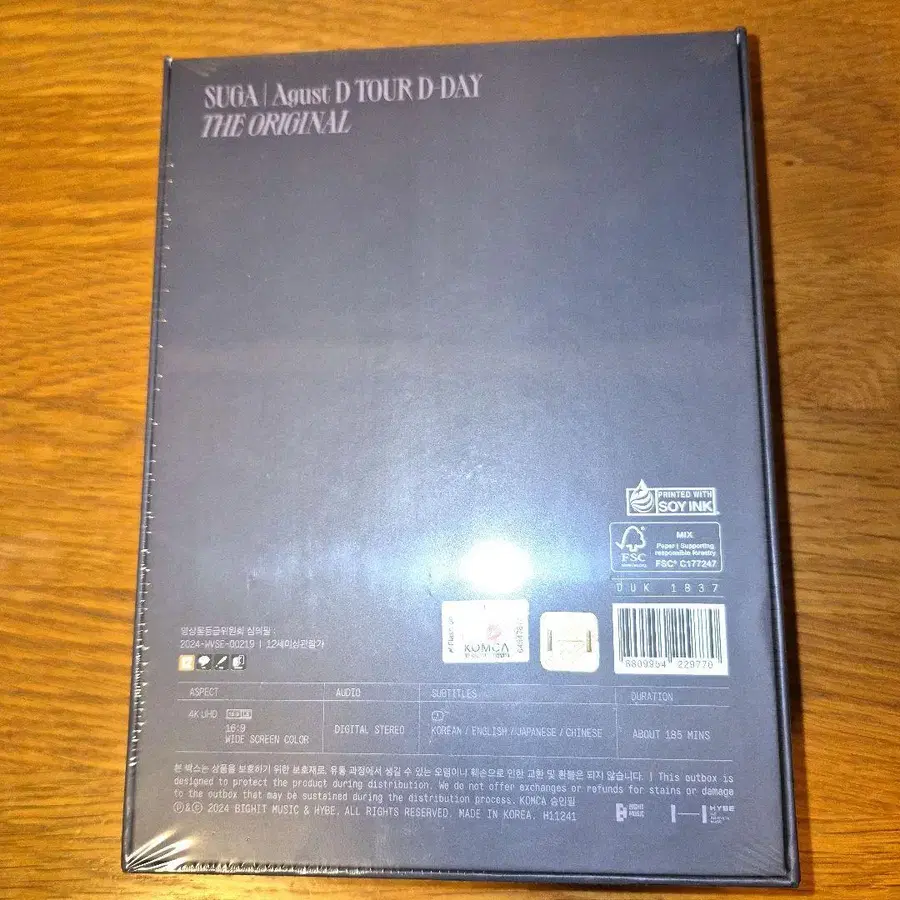 SUGA | Agust D TOUR D-DAY
THE ORIGINAL
PRINTED WITH
SOY INK
MIX
Paper | Supporting
responsible forestry
FSC® C177247
FSC
DUK 1837
KOMCA
8809954 229770
영상물등급위원회 심의필 :
2024-WVSE-00219 | 12세이상관람가
ASPECT AUDIO SUBTITLES DURATION
4K UHD
16:9
WIDE SCREEN COLOR
DIGITAL STEREO
KOREAN / ENGLISH / JAPANESE / CHINESE
ABOUT 185 MINS
본 박스는 상품을 보호하기 위한 보호재로, 유통 과정에서 생길 수 있는 오염이나 훼손으로 인한 교환 및 환불은 되지 않습니다. | This outbox is
designed to protect the product during distribution. We do not offer exchanges or refunds for stains or damage
to the outbox that may be sustained during the distribution process. KOMCA 승인필
Ⓟ&© 2024 BIGHIT MUSIC & HYBE. ALL RIGHTS RESERVED. MADE IN KOREA. H11241
BIGHIT
MUSIC
HYBE